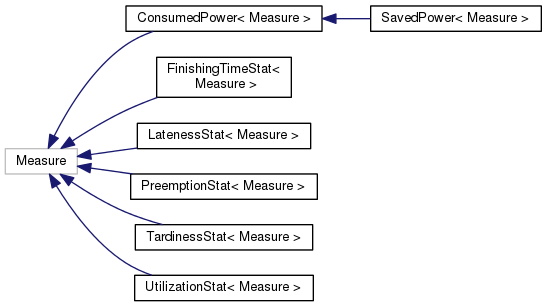 ConsumedPower< Measure >
SavedPower< Measure >
FinishingTimeStat<
Measure >
LatenessStat< Measure >
Measure
PreemptionStat< Measure >
TardinessStat< Measure >
UtilizationStat< Measure >